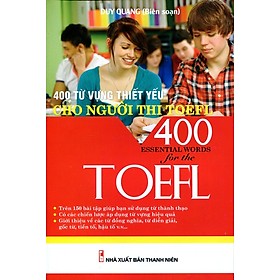 DUY QUANG (Biên soạn)
400 TỪ VỰNG THIẾT YẾU
CHO NGƯỜI THI TOEFL
400
ESSENTIAL WORDS
for the
TOEFL
• Trên 150 bài tập giúp bạn sử dụng từ thành thạo
• Có các chiến lược áp dụng từ vựng hiệu quả
• Giới thiệu về các từ đồng nghĩa, từ điển giải,
gốc từ, tiền tố, hậu tố v.v...
NHÀ XUẤT BẢN THANH NIÊN